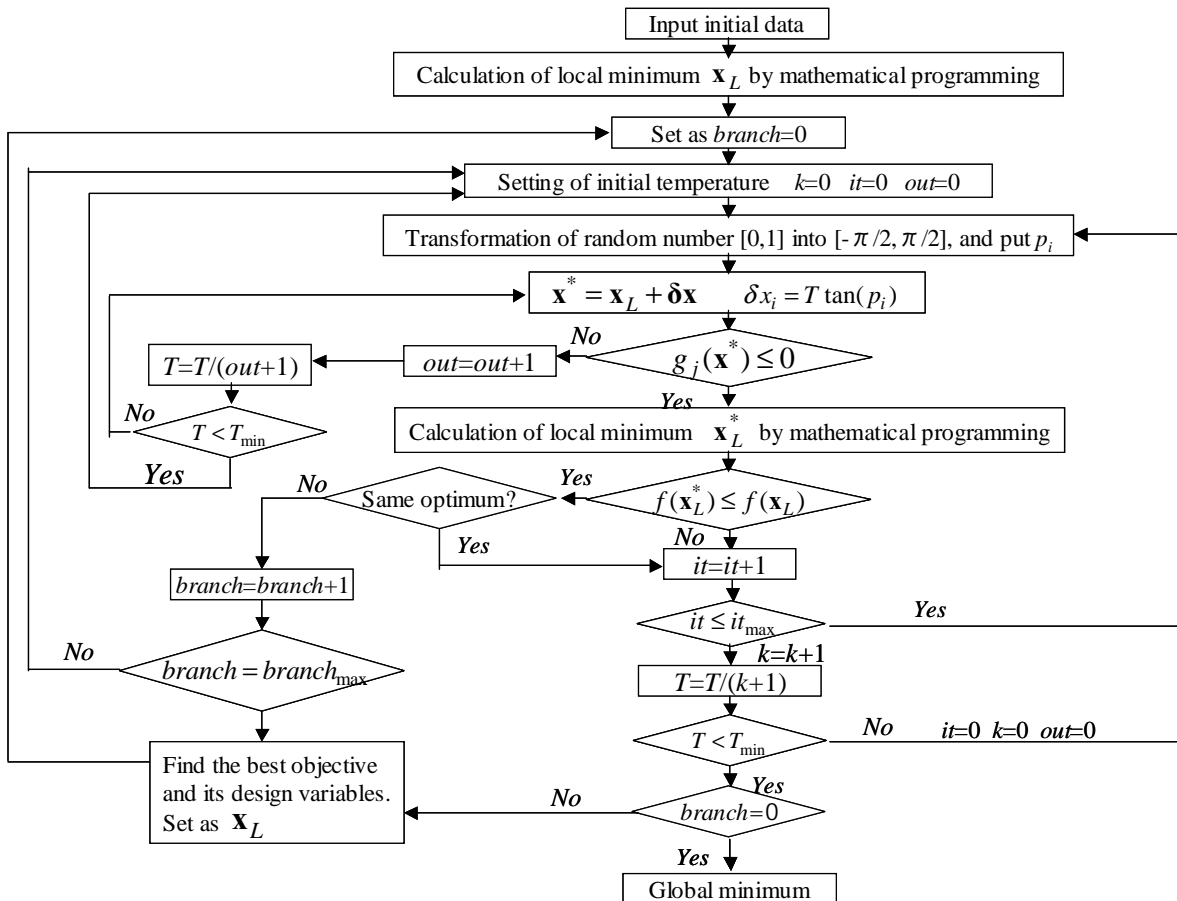 Input initial data
Calculation of local minimum x_L by mathematical programming
Set as branch=0
Setting of initial temperature k=0 it=0 out=0
Transformation of random number [0,1] into [-π/2, π/2], and put p_i
x* = x_L + δx δx_i = T tan(p_i)
No
g_j(x*) ≤ 0
out=out+1
T=T/(out+1)
No
T < T_min
Yes
Yes
Calculation of local minimum x*_L by mathematical programming
f(x*_L) ≤ f(x_L)
Yes
Same optimum?
No
Yes
No
it=it+1
branch=branch+1
it ≤ it_max
Yes
No
branch = branch_max
k=k+1
T=T/(k+1)
T < T_min
No it=0 k=0 out=0
Yes
Find the best objective
and its design variables.
Set as x_L
No
branch=0
Yes
Global minimum